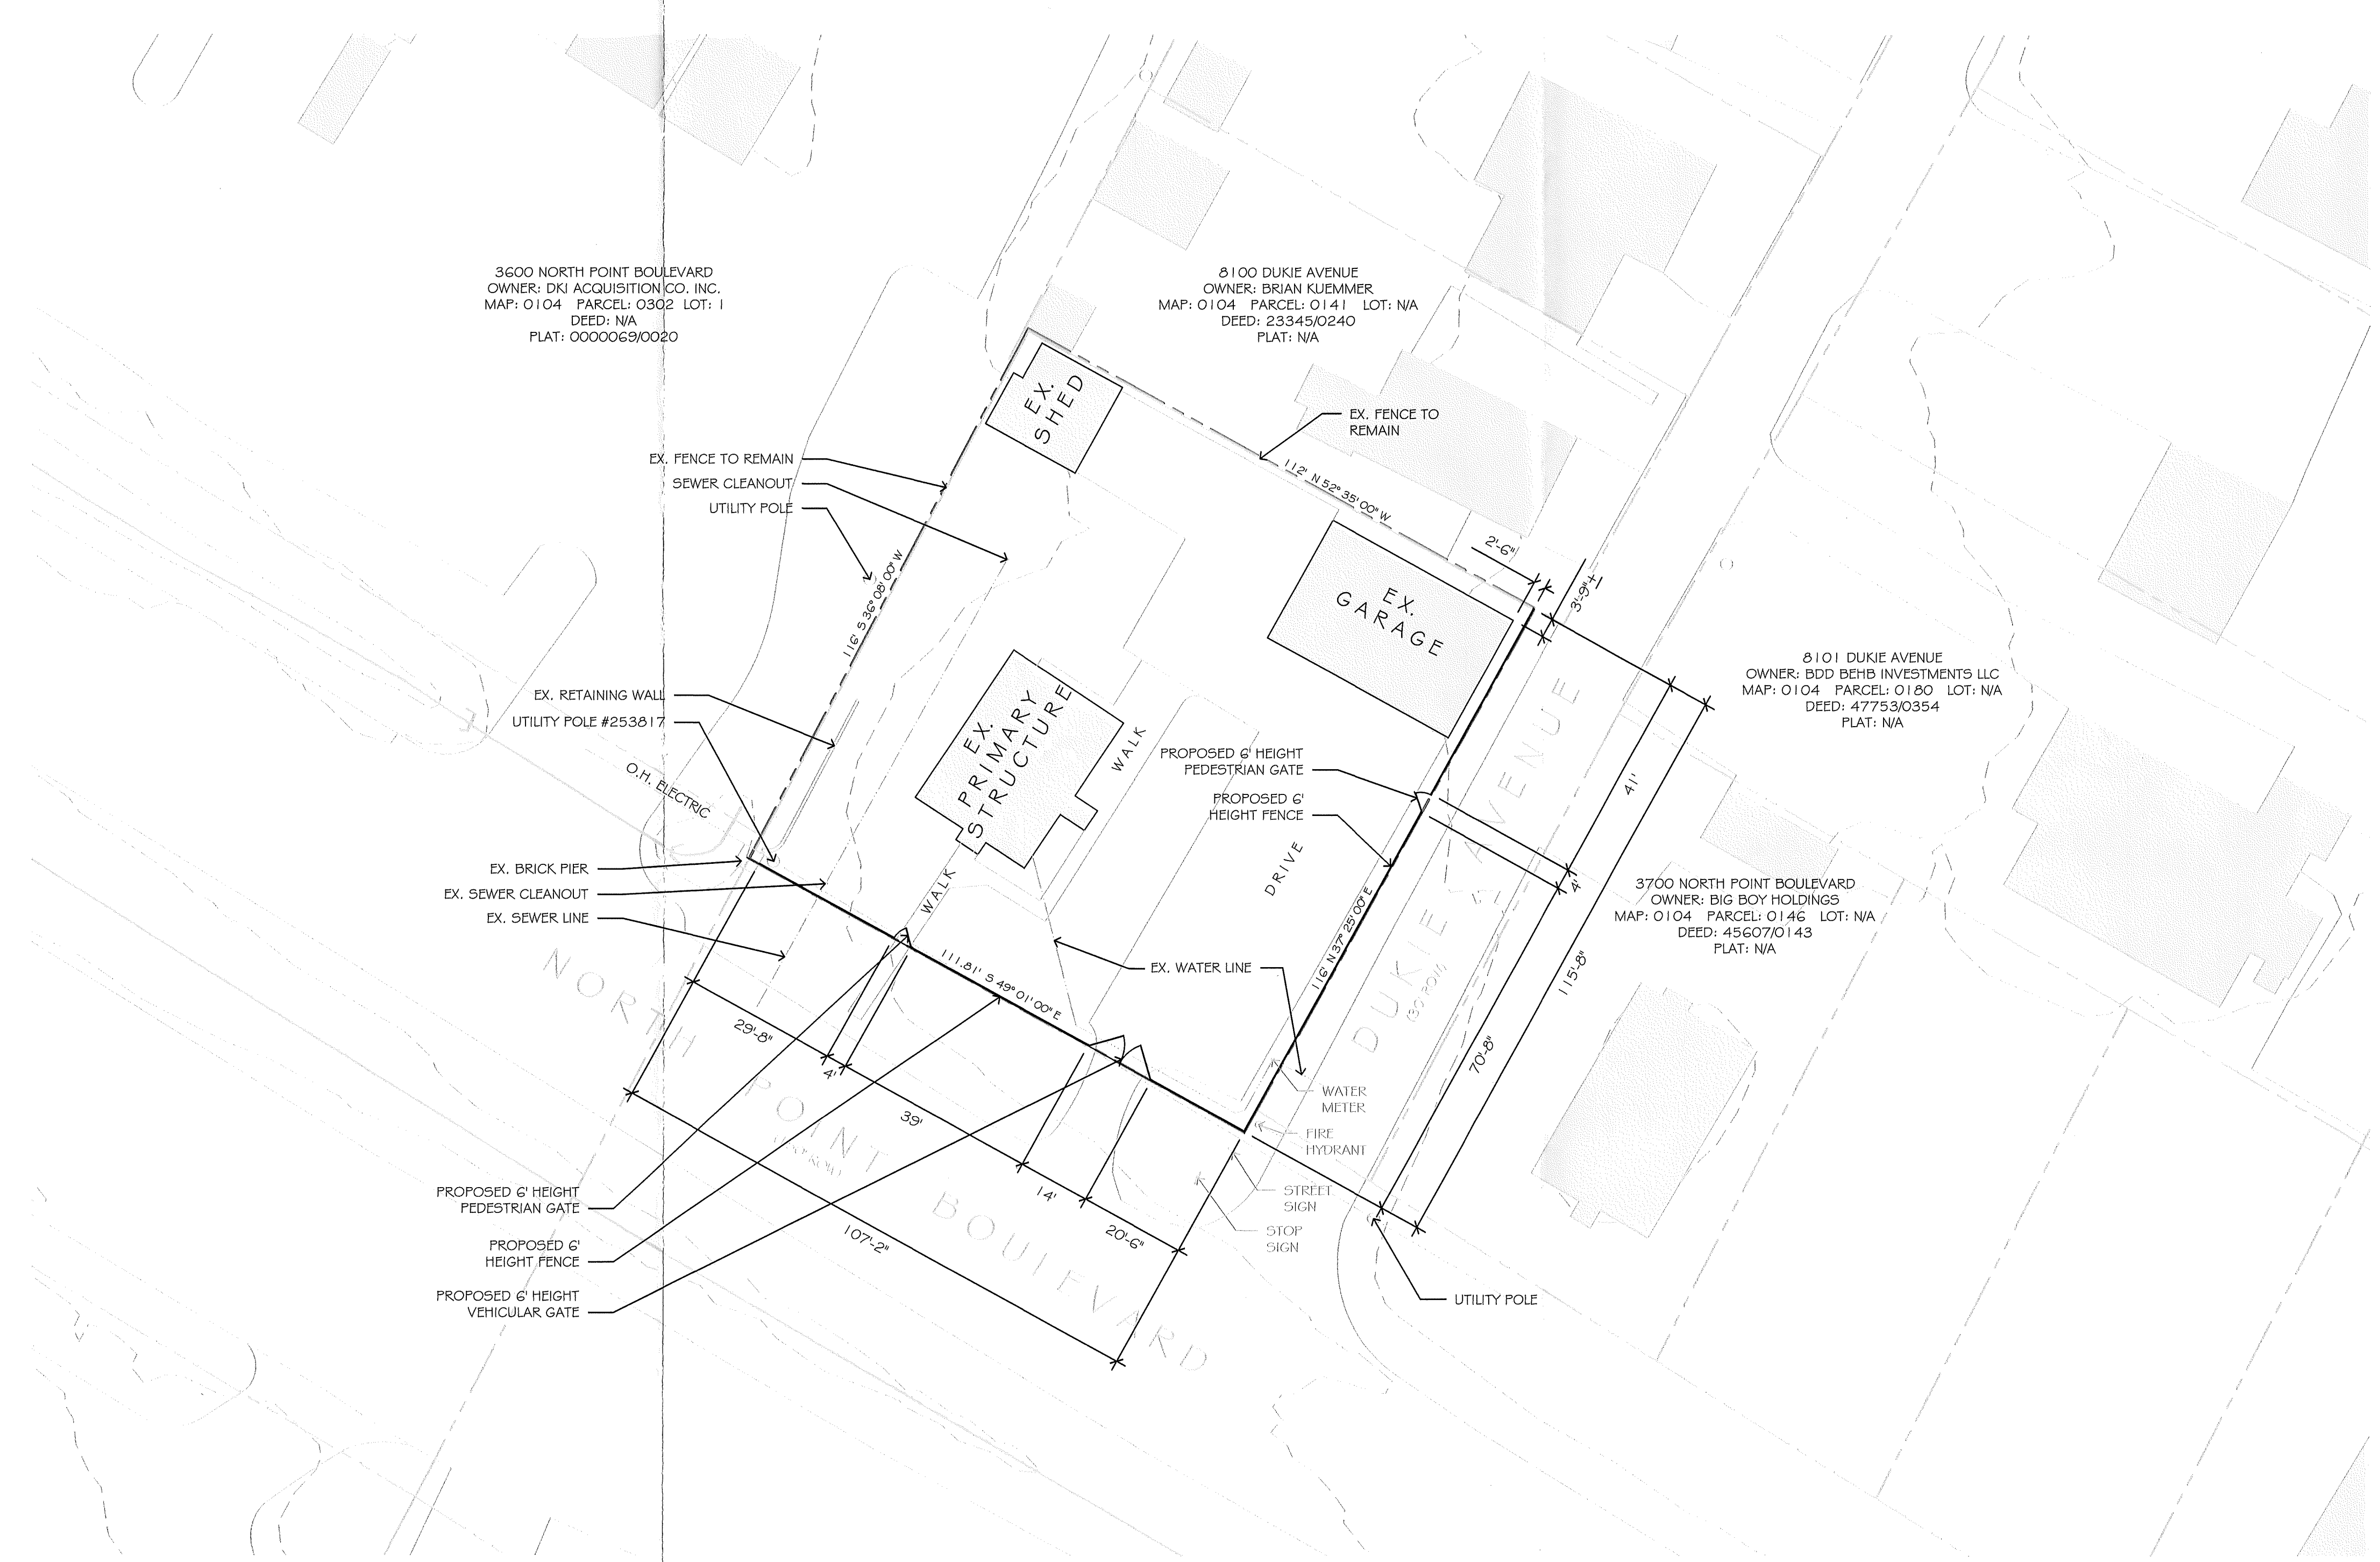 3600 NORTH POINT BOULEVARD
OWNER: DKI ACQUISITION CO. INC.
MAP: 0104 PARCEL: 0302 LOT: 1
DEED: N/A
PLAT: 0000069/0020
8100 DUKIE AVENUE
OWNER: BRIAN KUEMMER
MAP: 0104 PARCEL: 0141 LOT: N/A
DEED: 23345/0240
PLAT: N/A
EX.
SHED
EX. FENCE TO
REMAIN
EX. FENCE TO REMAIN
SEWER CLEANOUT
UTILITY POLE
112' N 52° 35' 00" W
116' S 36° 08' 00" W
2'-6"
3'-9"±
EX.
GARAGE
8101 DUKIE AVENUE
OWNER: BDD BEHB INVESTMENTS LLC
MAP: 0104 PARCEL: 0180 LOT: N/A
DEED: 47753/0354
PLAT: N/A
EX. RETAINING WALL
UTILITY POLE #253817
O.H. ELECTRIC
EX.
PRIMARY
STRUCTURE
WALK
PROPOSED 6' HEIGHT
PEDESTRIAN GATE
PROPOSED 6'
HEIGHT FENCE
41'
4'
DRIVE
DUKIE AVENUE
3700 NORTH POINT BOULEVARD
OWNER: BIG BOY HOLDINGS
MAP: 0104 PARCEL: 0146 LOT: N/A
DEED: 45607/0143
PLAT: N/A
EX. BRICK PIER
EX. SEWER CLEANOUT
EX. SEWER LINE
WALK
111.81' S 49° 01' 00" E
EX. WATER LINE
116' N 37° 25' 00" E
115'-8"
70'-8"
NORTH POINT BOULEVARD
29'-8"
4'
39'
14'
20'-6"
107'-2"
WATER
METER
FIRE
HYDRANT
STREET
SIGN
STOP
SIGN
PROPOSED 6' HEIGHT
PEDESTRIAN GATE
PROPOSED 6'
HEIGHT FENCE
PROPOSED 6' HEIGHT
VEHICULAR GATE
UTILITY POLE